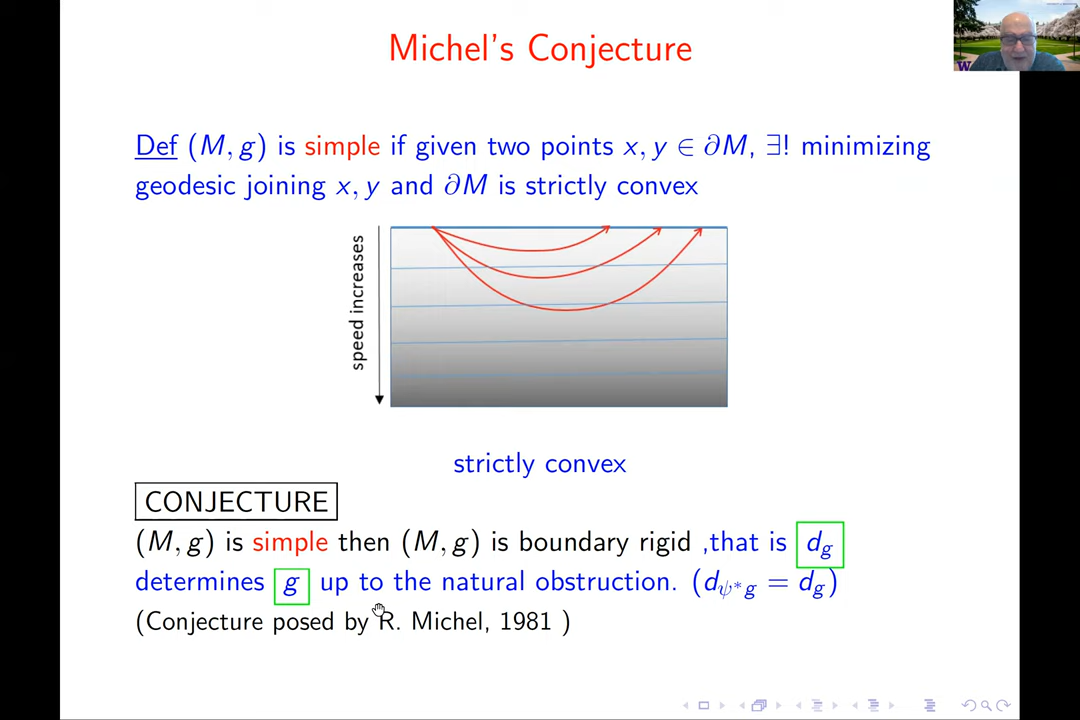 Michel's Conjecture
Def (M, g) is simple if given two points x, y ∈ ∂M, ∃! minimizing
geodesic joining x, y and ∂M is strictly convex
speed increases
strictly convex
CONJECTURE
(M, g) is simple then (M, g) is boundary rigid ,that is d_g
determines g up to the natural obstruction. (d_{ψ*g} = d_g)
(Conjecture posed by R. Michel, 1981 )
W